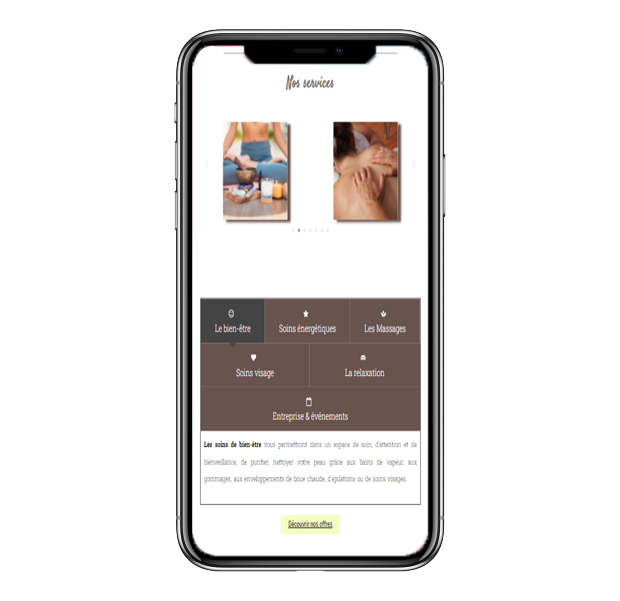 Nos services
Le bien-être
Soins énergétiques
Les Massages
Soins visage
La relaxation
Entreprise & événements
Les soins de bien-être vous permettront dans un espace de soin, d'attention et de
bienveillance, de purifier, nettoyer votre peau grâce aux bains de vapeur, aux
gommages, aux enveloppements de boue chaude, d'épilations ou de soins visages.
Découvrir nos offres